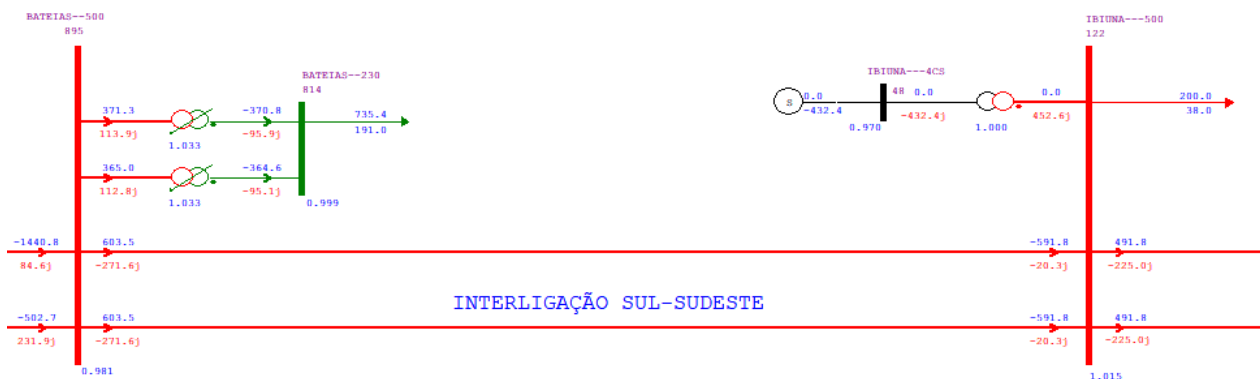 BATEIAS--500
895
IBIUNA---500
122
BATEIAS--230
814
IBIUNA---4CS
48
371.3
113.9j
1.033
-370.8
-95.9j
735.4
191.0
S
0.0
-432.4
0.970
0.0
-432.4j
1.000
0.0
452.6j
200.0
38.0
365.0
112.8j
1.033
-364.6
-95.1j
0.999
-1440.8
84.6j
603.5
-271.6j
-591.8
-20.3j
491.8
-225.0j
INTERLIGAÇÃO SUL-SUDESTE
-502.7
231.9j
603.5
-271.6j
-591.8
-20.3j
491.8
-225.0j
0.981
1.015